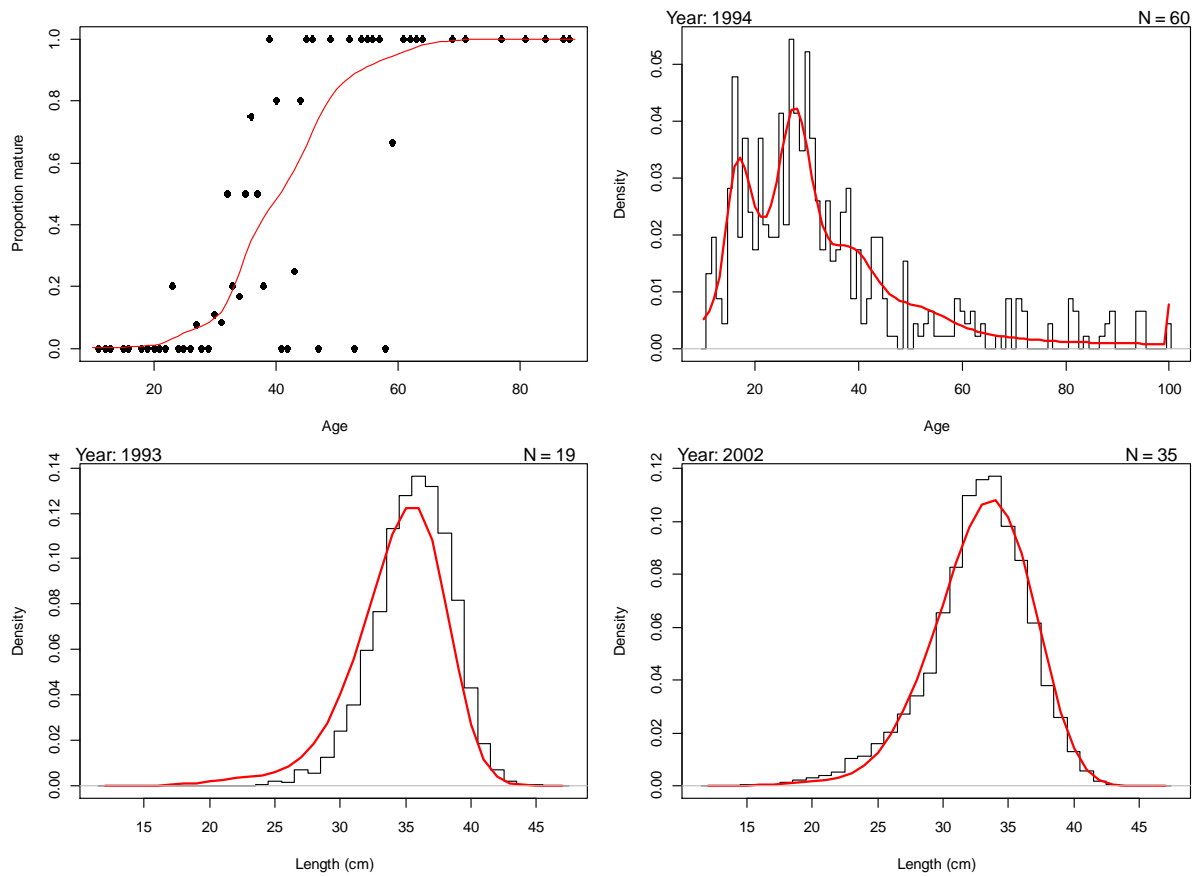 Proportion mature
0.0 0.2 0.4 0.6 0.8 1.0
20 40 60 80
Age
Year: 1994 N = 60
Density
0.00 0.01 0.02 0.03 0.04 0.05
20 40 60 80 100
Age
Year: 1993 N = 19
Density
0.00 0.02 0.04 0.06 0.08 0.10 0.12 0.14
15 20 25 30 35 40 45
Length (cm)
Year: 2002 N = 35
Density
0.00 0.02 0.04 0.06 0.08 0.10 0.12
15 20 25 30 35 40 45
Length (cm)